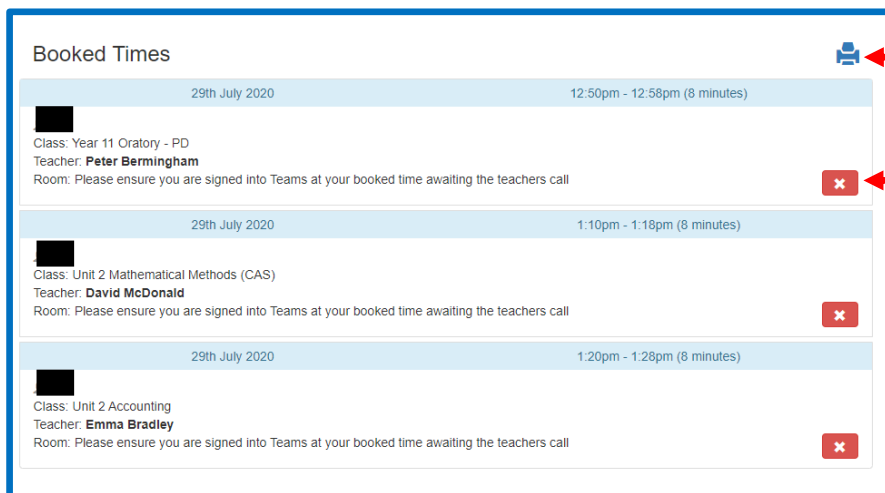 Booked Times
29th July 2020 12:50pm - 12:58pm (8 minutes)
Class: Year 11 Oratory - PD
Teacher: Peter Bermingham
Room: Please ensure you are signed into Teams at your booked time awaiting the teachers call
29th July 2020 1:10pm - 1:18pm (8 minutes)
Class: Unit 2 Mathematical Methods (CAS)
Teacher: David McDonald
Room: Please ensure you are signed into Teams at your booked time awaiting the teachers call
29th July 2020 1:20pm - 1:28pm (8 minutes)
Class: Unit 2 Accounting
Teacher: Emma Bradley
Room: Please ensure you are signed into Teams at your booked time awaiting the teachers call